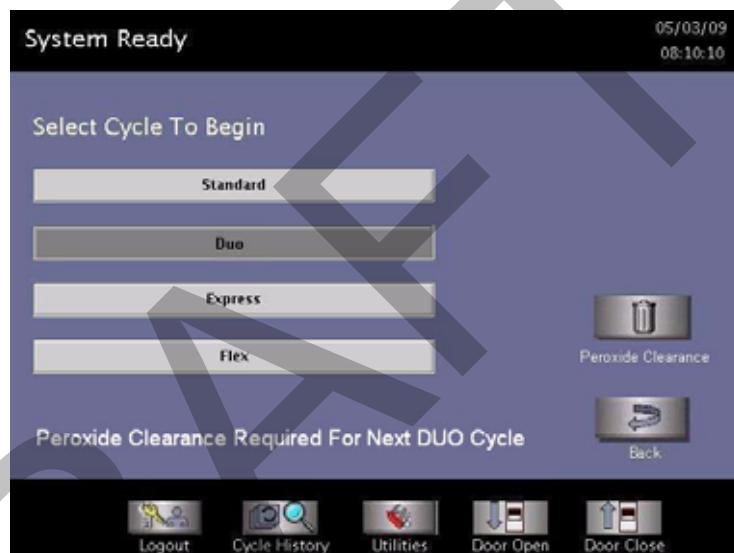 System Ready
05/03/09
08:10:10
Select Cycle To Begin
Standard
Duo
Express
Flex
Peroxide Clearance
Peroxide Clearance Required For Next DUO Cycle
Back
Logout
Cycle History
Utilities
Door Open
Door Close